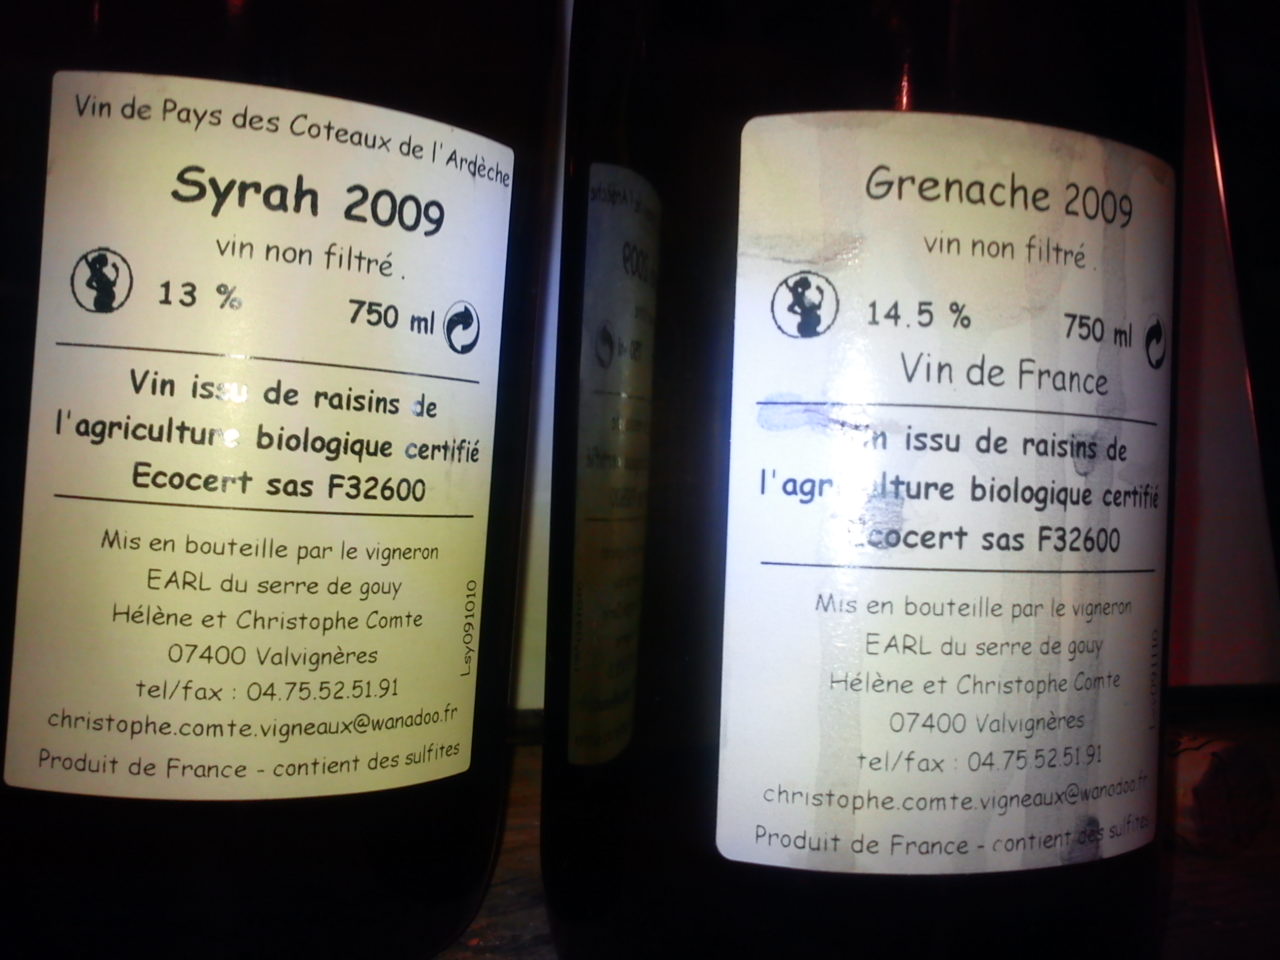 Vin de Pays des Coteaux de l'Ardèche
Syrah 2009
vin non filtré.
13 %
750 ml
Vin issu de raisins de
l'agriculture biologique certifié
Ecocert sas F32600
Mis en bouteille par le vigneron
EARL du serre de gouy
Hélène et Christophe Comte
07400 Valvignères
tel/fax : 04.75.52.51.91
christophe.comte.vigneaux@wanadoo.fr
Produit de France - contient des sulfites
Lsy091010
Grenache 2009
vin non filtré.
14.5 %
750 ml
Vin de France
issu de raisins de
biologique certifié
sas F32600
Mis en bouteille par le vigneron
EARL du serre de gouy
Hélène et Christophe Comte
07400 Valvignères
tel/fax : 04.75.52.51.91
christophe.comte.vigneaux@wanadoo.fr
Produit de France - contient des sulfites